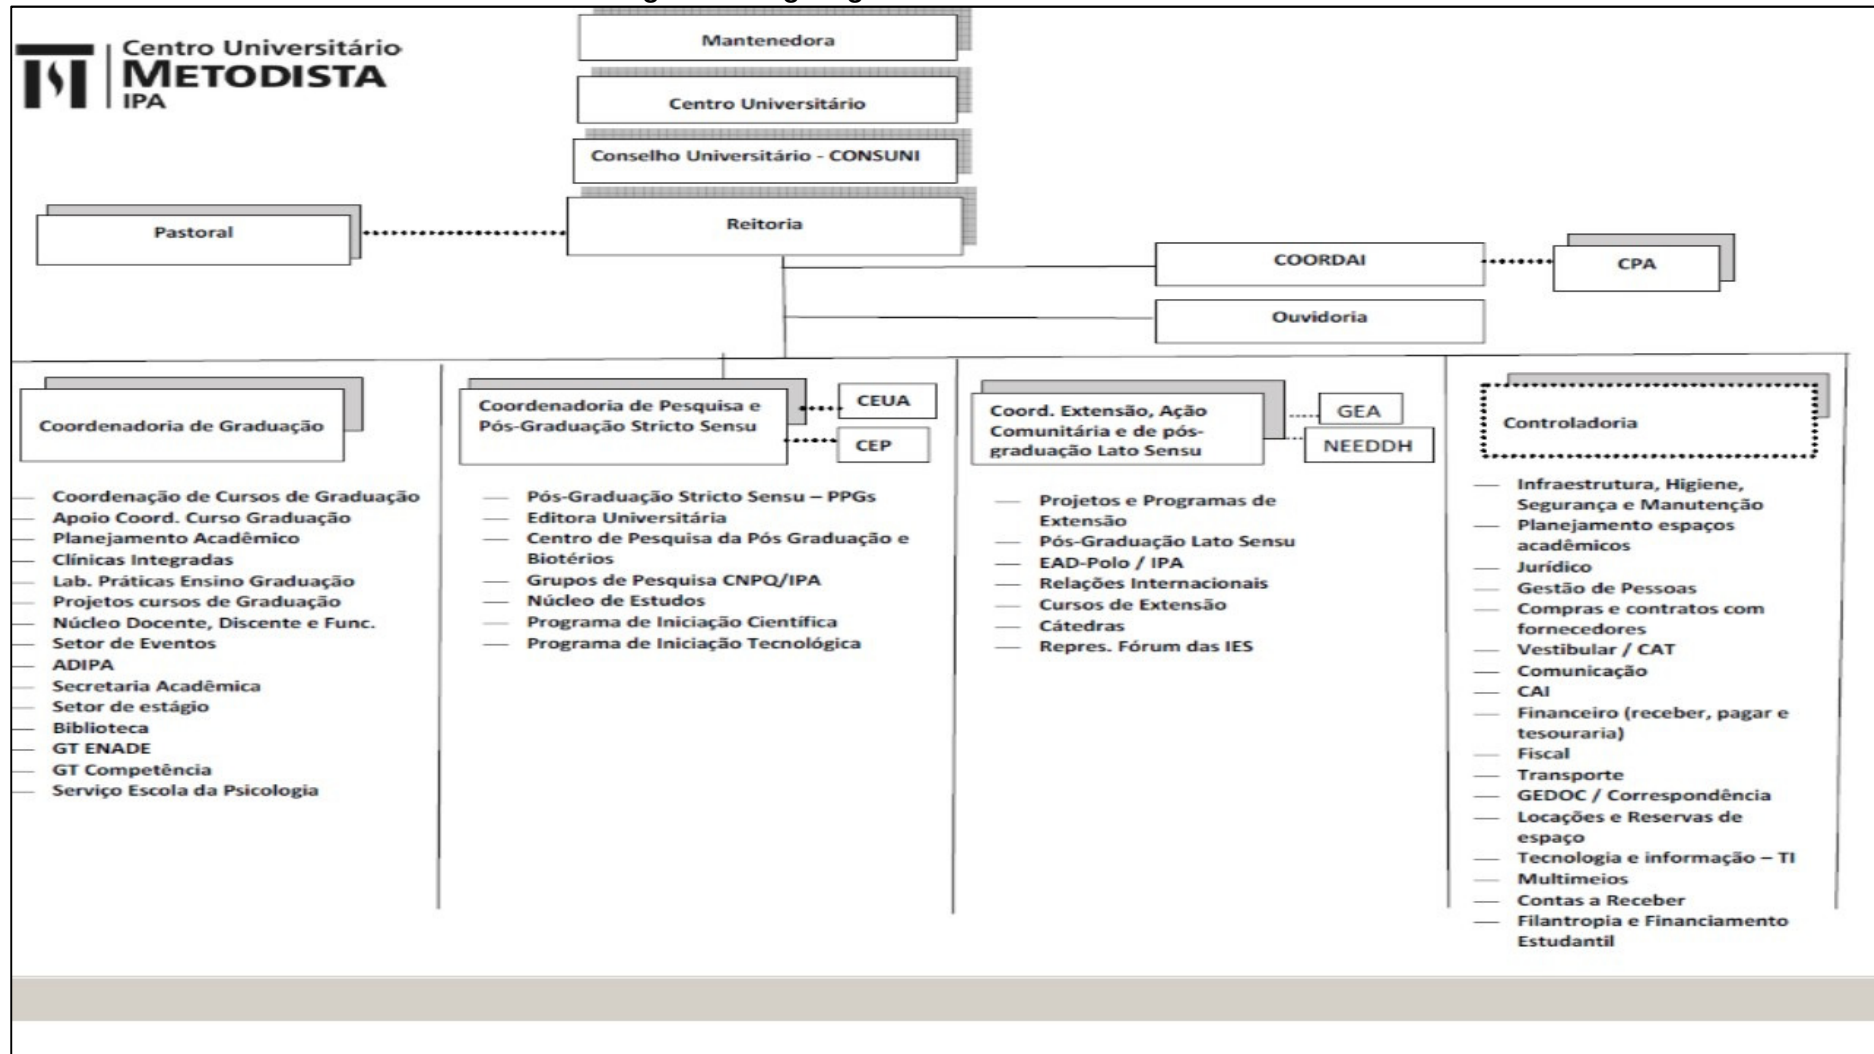 Centro Universitário
METODISTA
IPA
Mantenedora
Centro Universitário
Conselho Universitário - CONSUNI
Reitoria
Pastoral
COORDAI
CPA
Ouvidoria
Coordenadoria de Graduação
Coordenação de Cursos de Graduação
Apoio Coord. Curso Graduação
Planejamento Acadêmico
Clínicas Integradas
Lab. Práticas Ensino Graduação
Projetos cursos de Graduação
Núcleo Docente, Discente e Func.
Setor de Eventos
ADIPA
Secretaria Acadêmica
Setor de estágio
Biblioteca
GT ENADE
GT Competência
Serviço Escola da Psicologia
Coordenadoria de Pesquisa e
Pós-Graduação Stricto Sensu
CEUA
CEP
Pós-Graduação Stricto Sensu – PPGs
Editora Universitária
Centro de Pesquisa da Pós Graduação e
Biotérios
Grupos de Pesquisa CNPQ/IPA
Núcleo de Estudos
Programa de Iniciação Científica
Programa de Iniciação Tecnológica
Coord. Extensão, Ação
Comunitária e de pós-
graduação Lato Sensu
GEA
NEEDDH
Projetos e Programas de
Extensão
Pós-Graduação Lato Sensu
EAD-Polo / IPA
Relações Internacionais
Cursos de Extensão
Cátedras
Repres. Fórum das IES
Controladoria
Infraestrutura, Higiene,
Segurança e Manutenção
Planejamento espaços
acadêmicos
Jurídico
Gestão de Pessoas
Compras e contratos com
fornecedores
Vestibular / CAT
Comunicação
CAI
Financeiro (receber, pagar e
tesouraria)
Fiscal
Transporte
GEDOC / Correspondência
Locações e Reservas de
espaço
Tecnologia e informação – TI
Multimeios
Contas a Receber
Filantropia e Financiamento
Estudantil